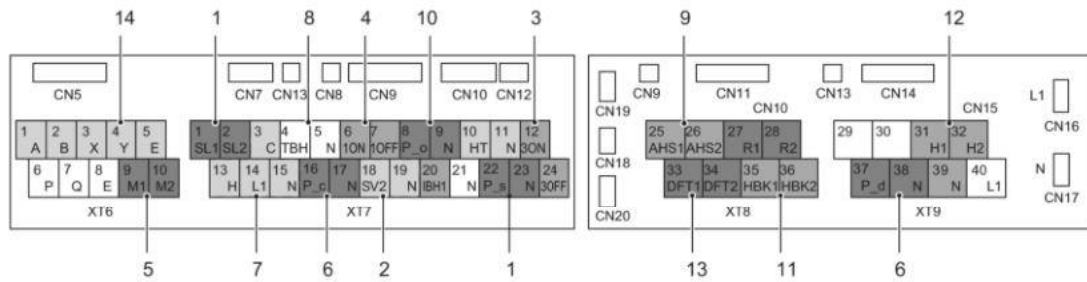 14 1 8 4 10 3 9 12
CN5 CN7 CN13 CN8 CN9 CN10 CN12 CN19 CN9 CN11 CN10 CN13 CN14 CN15 L1 CN16
1 2 3 4 5 1 2 3 4 5 6 7 8 9 10 11 12 25 26 27 28 29 30 31 32
A B X Y E SL1 SL2 C TBH N 1ON 1OFF P_o N HT N 3ON CN18 AHS1 AHS2 R1 R2 H1 H2
6 7 8 9 10 13 14 15 16 17 18 19 20 21 22 23 24 33 34 35 36 37 38 39 40
P Q E M1 M2 H L1 N P_c N SV2 N IBH1 N P_s N 3OFF DFT1 DFT2 HBK1 HBK2 P_d N N L1 N
XT6 XT7 CN20 XT8 XT9 CN17
5 7 6 2 1 13 11 6